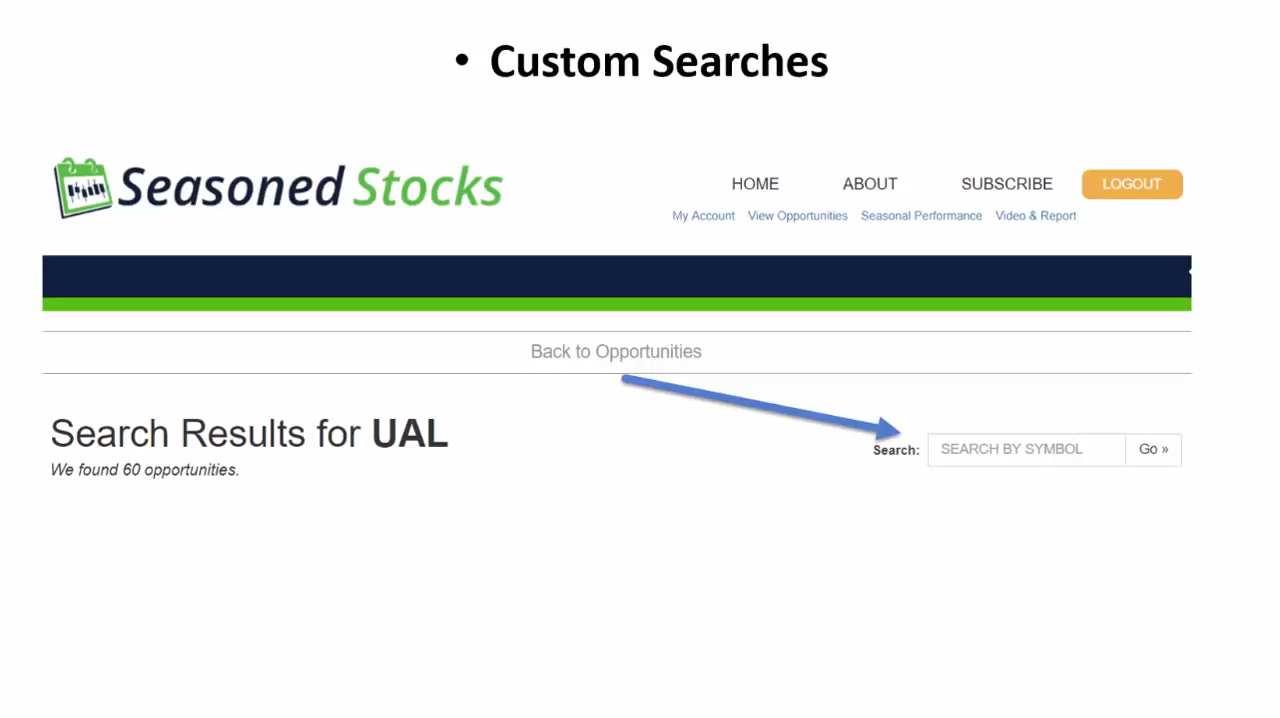 • Custom Searches
Seasoned Stocks
HOME ABOUT SUBSCRIBE LOGOUT
My Account View Opportunities Seasonal Performance Video & Report
Back to Opportunities
Search Results for UAL
We found 60 opportunities.
Search: SEARCH BY SYMBOL Go »